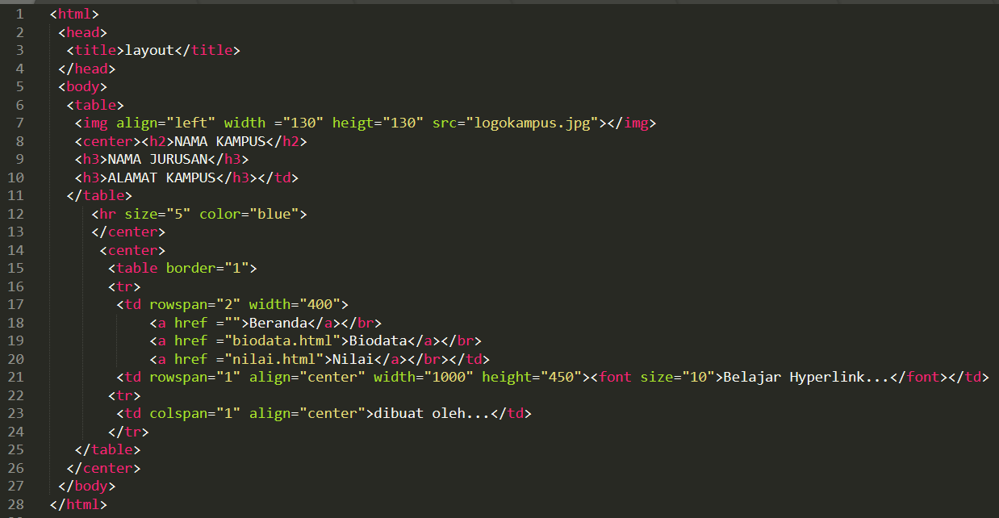 1 <html>
2 <head>
3 <title>layout</title>
4 </head>
5 <body>
6 <table>
7 <img align="left" width ="130" heigt="130" src="logokampus.jpg"></img>
8 <center><h2>NAMA KAMPUS</h2>
9 <h3>NAMA JURUSAN</h3>
10 <h3>ALAMAT KAMPUS</h3></td>
11 </table>
12 <hr size="5" color="blue">
13 </center>
14 <center>
15 <table border="1">
16 <tr>
17 <td rowspan="2" width="400">
18 <a href ="">Beranda</a></br>
19 <a href ="biodata.html">Biodata</a></br>
20 <a href ="nilai.html">Nilai</a></br></td>
21 <td rowspan="1" align="center" width="1000" height="450"><font size="10">Belajar Hyperlink...</font></td>
22 <tr>
23 <td colspan="1" align="center">dibuat oleh...</td>
24 </tr>
25 </table>
26 </center>
27 </body>
28 </html>